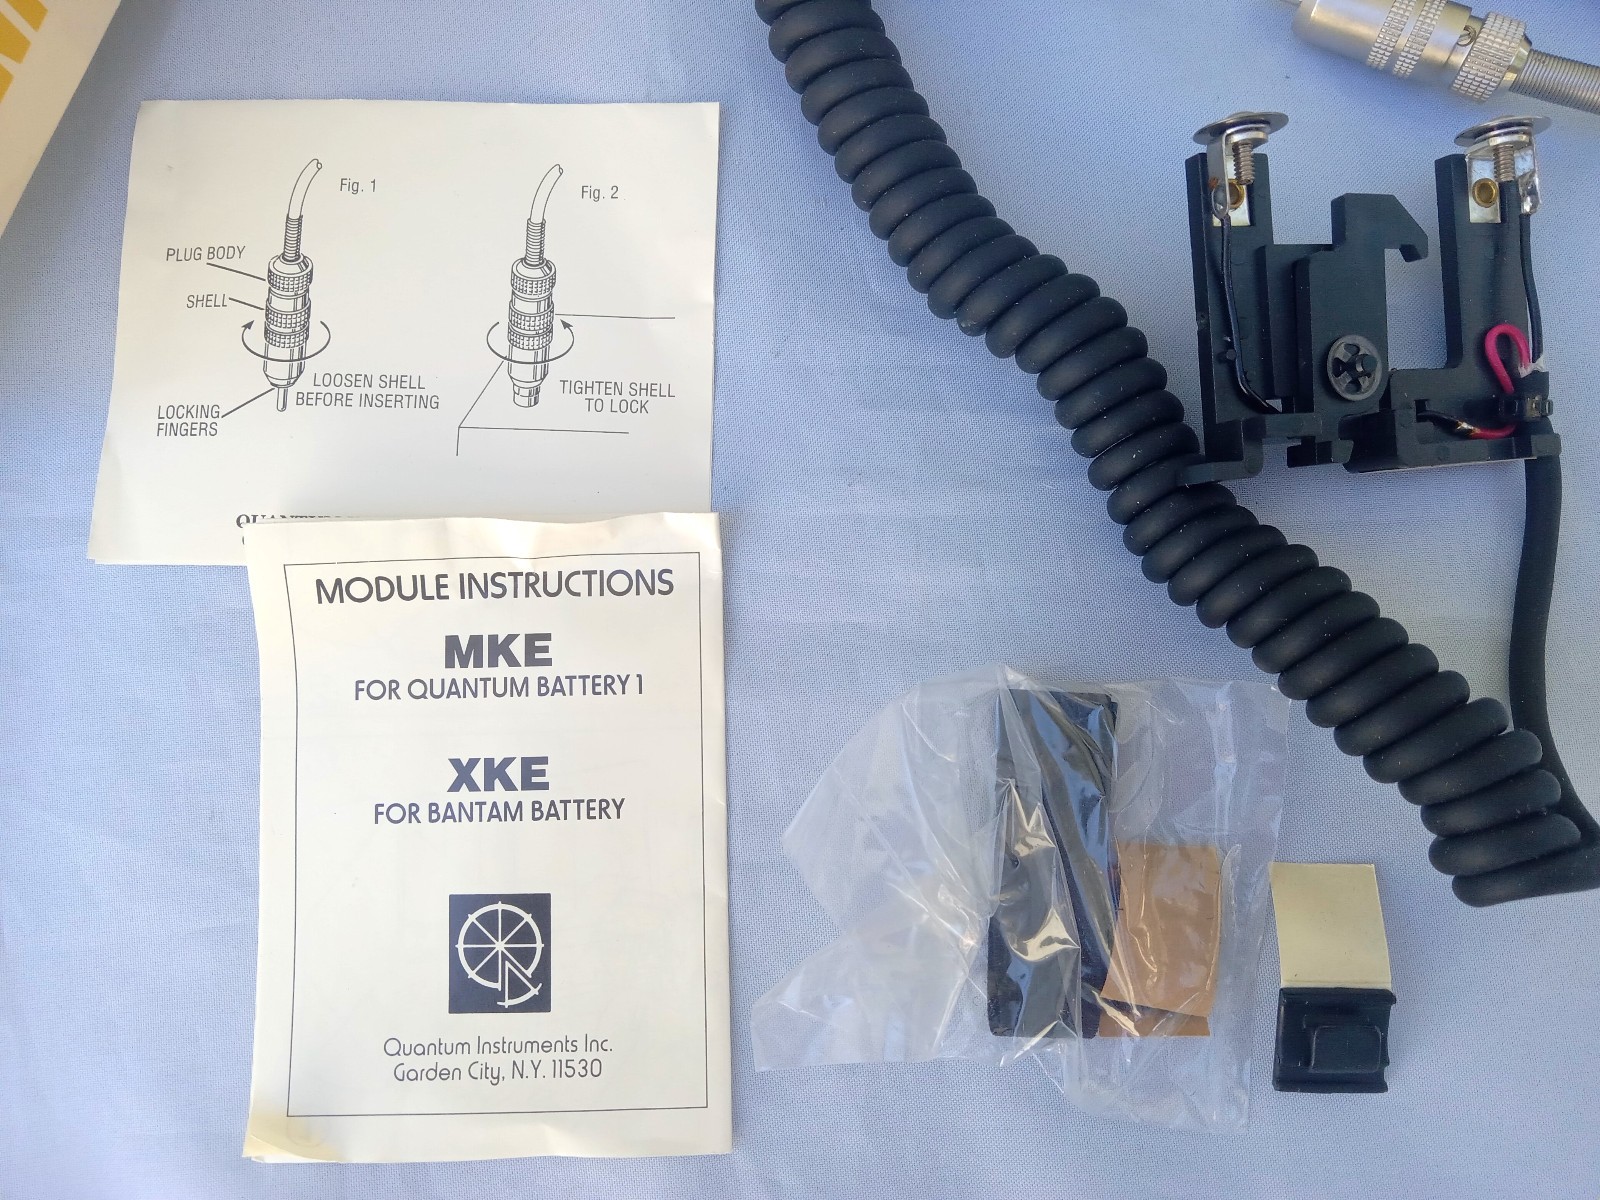 Fig. 1
Fig. 2
PLUG BODY
SHELL
LOOSEN SHELL
BEFORE INSERTING
LOCKING
FINGERS
TIGHTEN SHELL
TO LOCK
MODULE INSTRUCTIONS
MKE
FOR QUANTUM BATTERY 1
XKE
FOR BANTAM BATTERY
Quantum Instruments Inc.
Garden City, N.Y. 11530